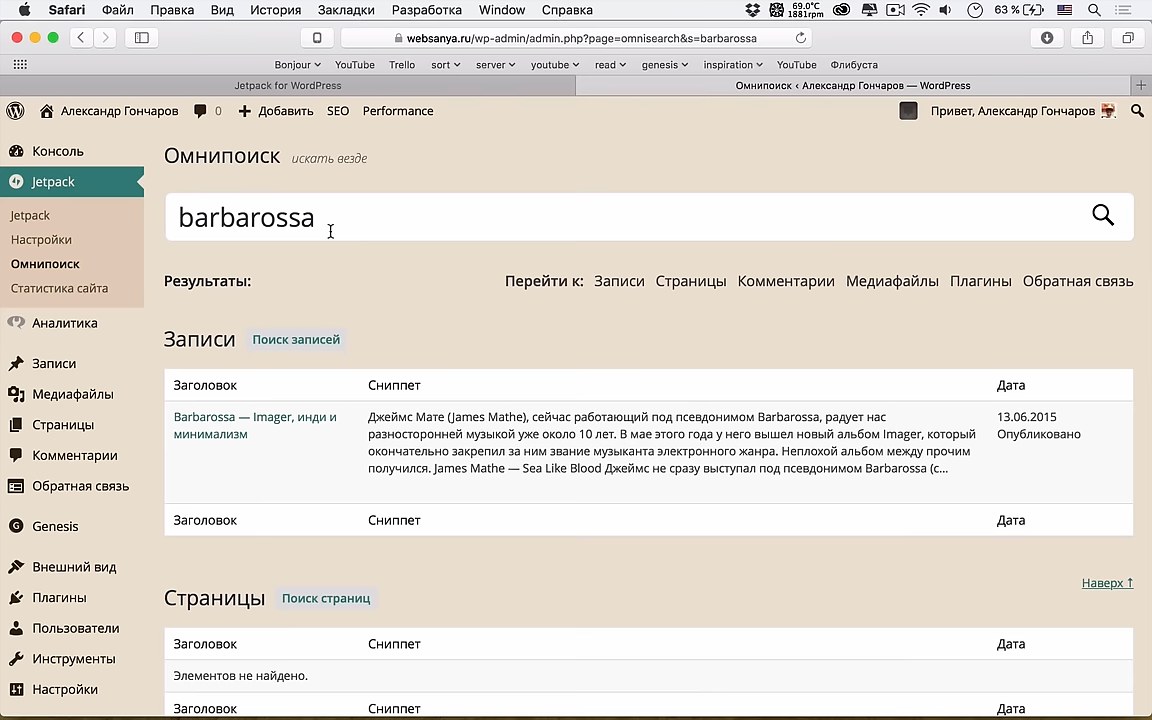 Safari Файл Правка Вид История Закладки Разработка Window Справка 69.0°C 1881rpm 63 %
websanya.ru/wp-admin/admin.php?page=omnisearch&s=barbarossa
Bonjour YouTube Trello sort server youtube read genesis inspiration YouTube Флибуста
Jetpack for WordPress Омнипоиск ‹ Александр Гончаров — WordPress
Александр Гончаров 0 Добавить SEO Performance Привет, Александр Гончаров
Консоль
Jetpack
Jetpack
Настройки
Омнипоиск
Статистика сайта
Аналитика
Записи
Медиафайлы
Страницы
Комментарии
Обратная связь
Genesis
Внешний вид
Плагины
Пользователи
Инструменты
Настройки
Омнипоиск искать везде
barbarossa
Результаты: Перейти к: Записи Страницы Комментарии Медиафайлы Плагины Обратная связь
Записи Поиск записей
Заголовок Сниппет Дата
Barbarossa — Imager, инди и
минимализм
Джеймс Мате (James Mathe), сейчас работающий под псевдонимом Barbarossa, радует нас
разносторонней музыкой уже около 10 лет. В мае этого года у него вышел новый альбом Imager, который
окончательно закрепил за ним звание музыканта электронного жанра. Неплохой альбом между прочим
получился. James Mathe — Sea Like Blood Джеймс не сразу выступал под псевдонимом Barbarossa (с...
13.06.2015
Опубликовано
Заголовок Сниппет Дата
Наверх ↑
Страницы Поиск страниц
Заголовок Сниппет Дата
Элементов не найдено.
Заголовок Сниппет Дата